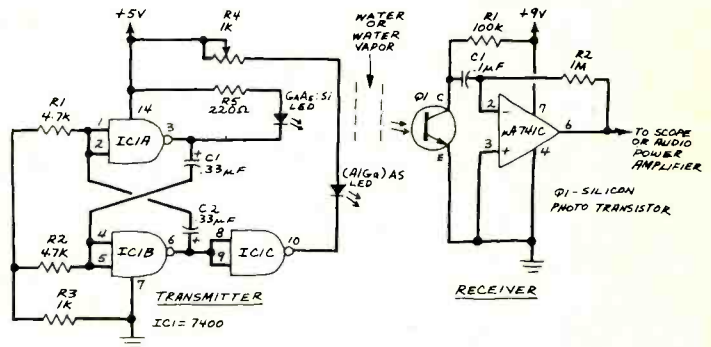 +5V
R4
1K
WATER
OR
WATER
VAPOR
+9V
R1
100K
R2
1M
C1
.1µF
GaAs:Si
LED
R5
220Ω
14
R1
4.7K
1
2
IC1A
3
+
C1
.33µF
Q1
C
E
2
-
3
+
µA741C
7
6
4
TO SCOPE
OR AUDIO
POWER
AMPLIFIER
(AlGa)AS
LED
C2
.33µF
+
Q1-SILICON
PHOTO TRANSISTOR
R2
4.7K
4
5
IC1B
6
8
9
IC1C
10
7
R3
1K
TRANSMITTER
IC1=7400
RECEIVER